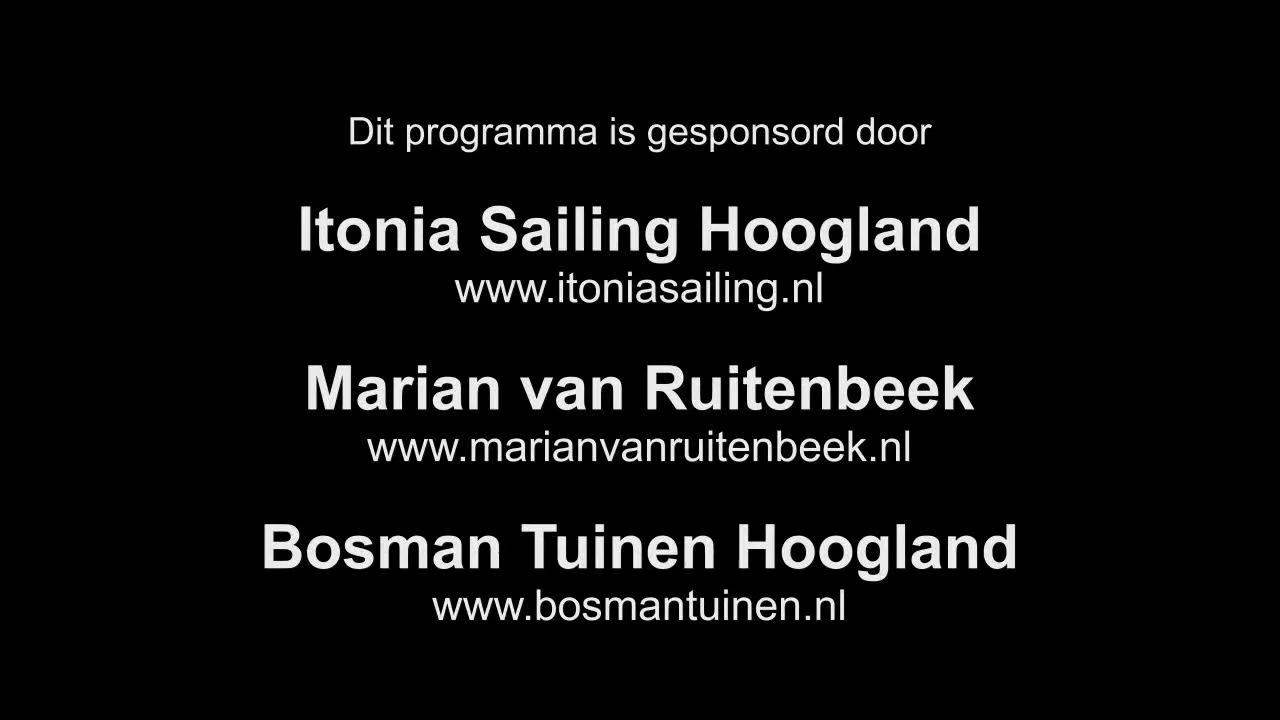 Dit programma is gesponsord door
Itonia Sailing Hoogland
www.itoniasailing.nl
Marian van Ruitenbeek
www.marianvanruitenbeek.nl
Bosman Tuinen Hoogland
www.bosmantuinen.nl